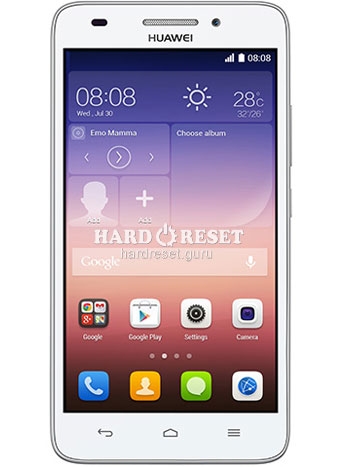 HUAWEI
08:08
08:08
Wed, Jul 30
28c
32°/26°
Emo Mamma
Choose album
Add
Add
HARD RESET
hardreset.guru
Google
Google
Google Play
Settings
Camera